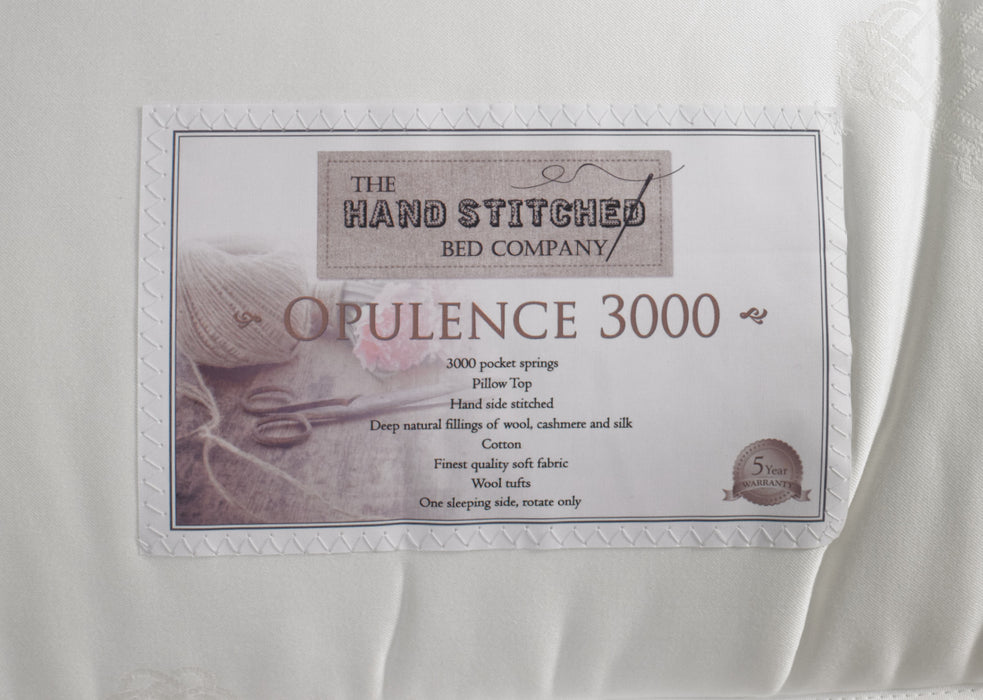 THE
HAND STITCHED
BED COMPANY
OPULENCE 3000
3000 pocket springs
Pillow Top
Hand side stitched
Deep natural fillings of wool, cashmere and silk
Cotton
Finest quality soft fabric
Wool tufts
One sleeping side, rotate only
5 Year
WARRANTY